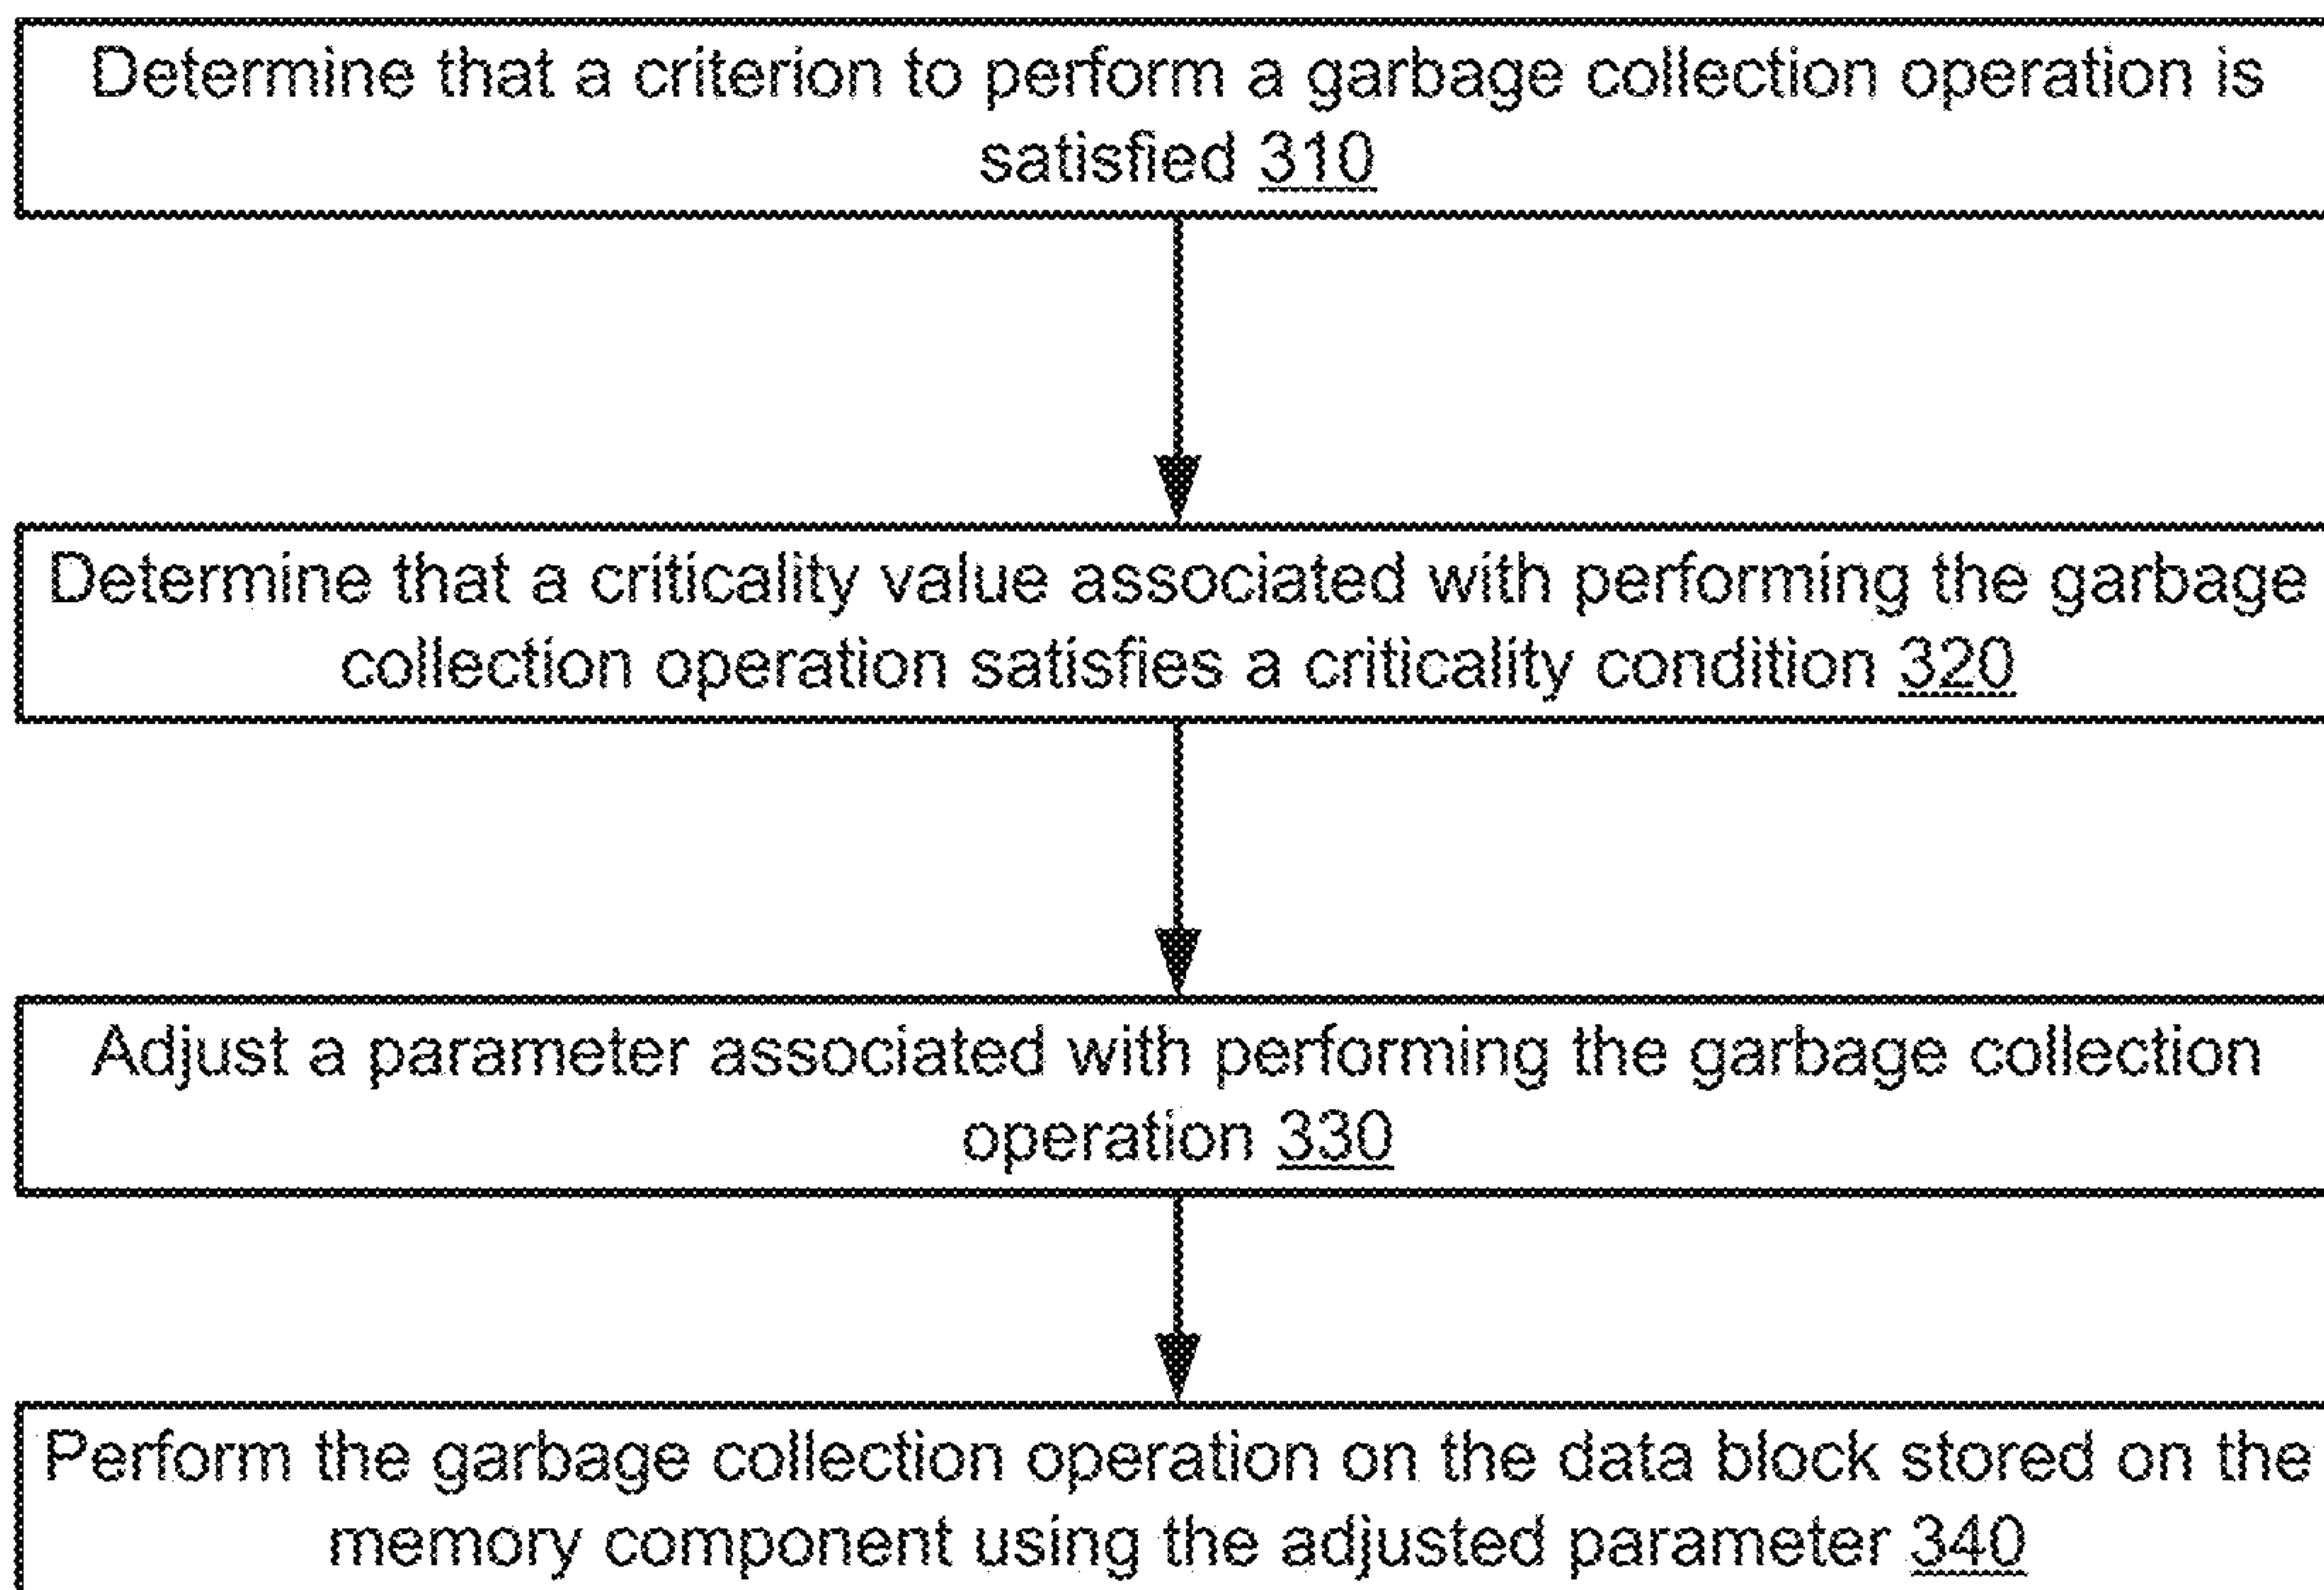 Determine that a criterion to perform a garbage collection operation is
satisfied 310
Determine that a criticality value associated with performing the garbage
collection operation satisfies a criticality condition 320
Adjust a parameter associated with performing the garbage collection
operation 330
Perform the garbage collection operation on the data block stored on the
memory component using the adjusted parameter 340